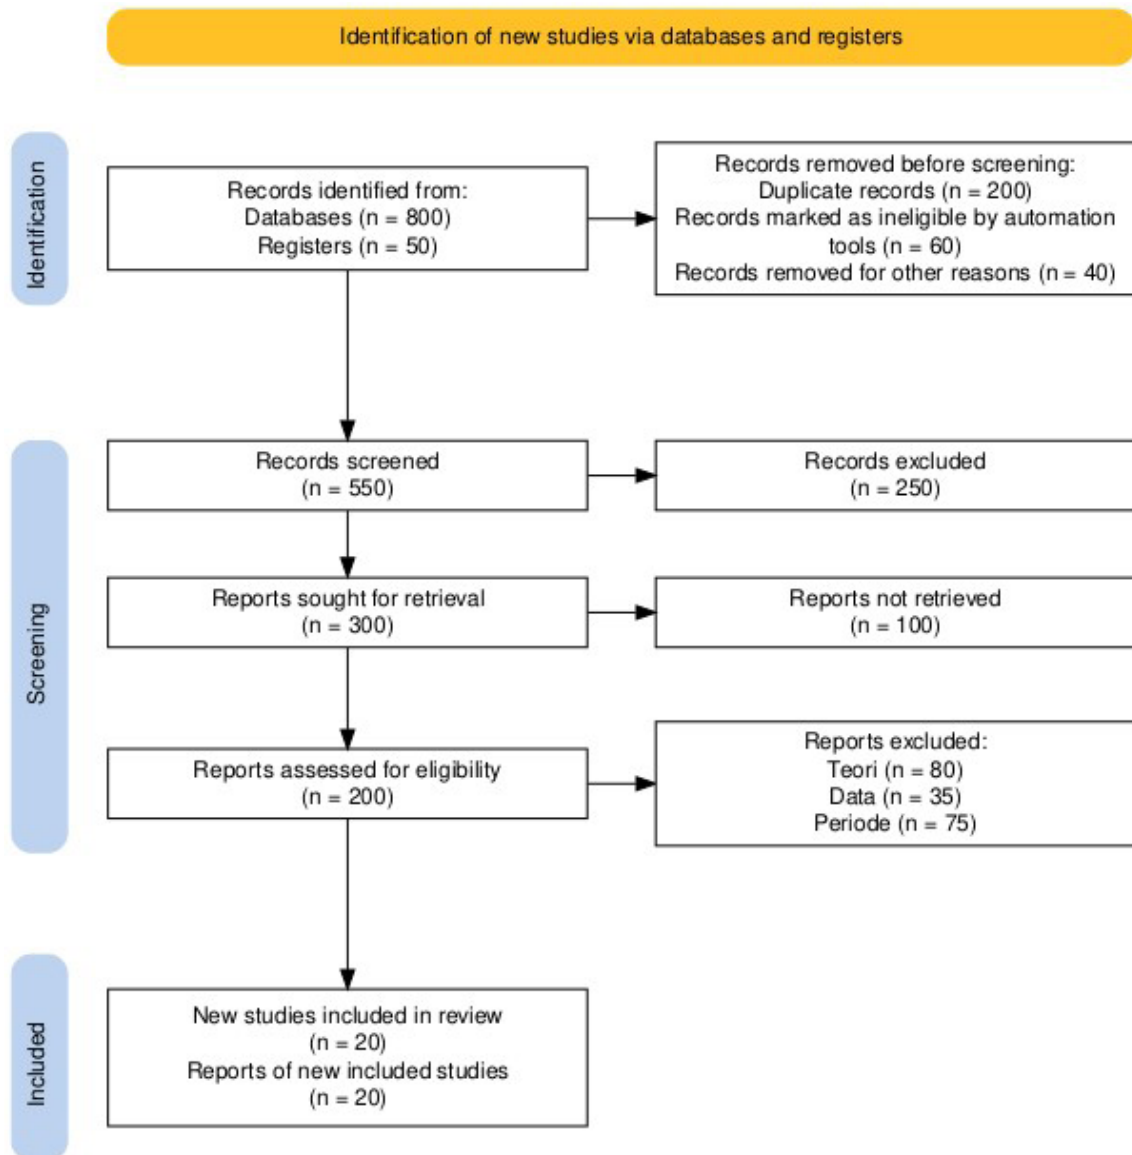 Identification of new studies via databases and registers
Identification
Records identified from:
Databases (n = 800)
Registers (n = 50)
Records removed before screening:
Duplicate records (n = 200)
Records marked as ineligible by automation
tools (n = 60)
Records removed for other reasons (n = 40)
Screening
Records screened
(n = 550)
Records excluded
(n = 250)
Reports sought for retrieval
(n = 300)
Reports not retrieved
(n = 100)
Reports assessed for eligibility
(n = 200)
Reports excluded:
Teori (n = 80)
Data (n = 35)
Periode (n = 75)
Included
New studies included in review
(n = 20)
Reports of new included studies
(n = 20)